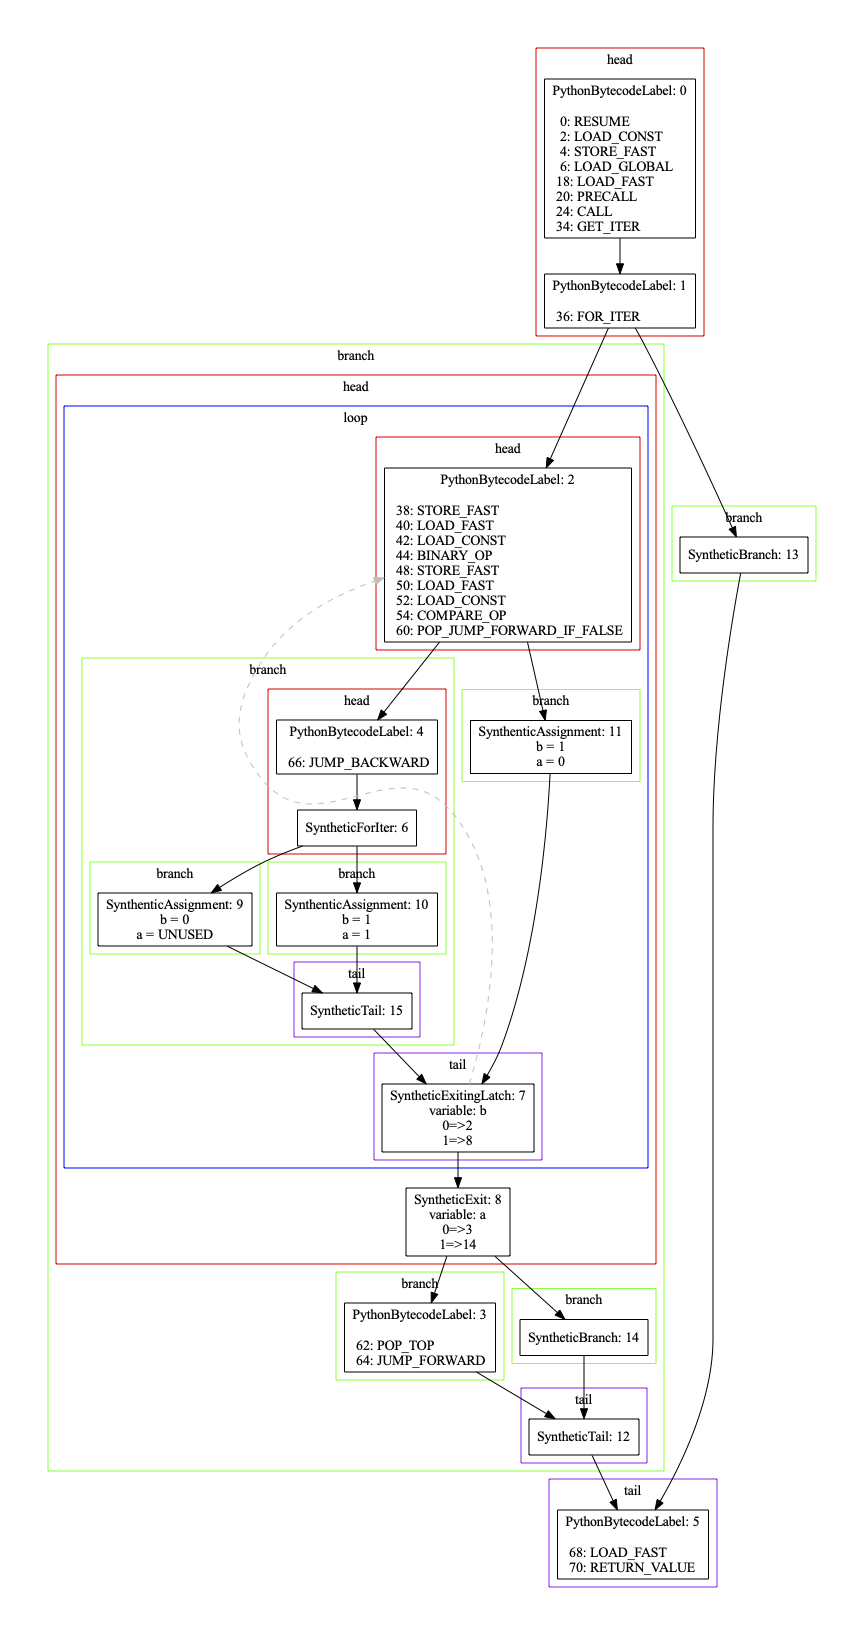 head
PythonBytecodeLabel: 0
0: RESUME
2: LOAD_CONST
4: STORE_FAST
6: LOAD_GLOBAL
18: LOAD_FAST
20: PRECALL
24: CALL
34: GET_ITER
PythonBytecodeLabel: 1
36: FOR_ITER
branch
head
loop
head
PythonBytecodeLabel: 2
38: STORE_FAST
40: LOAD_FAST
42: LOAD_CONST
44: BINARY_OP
48: STORE_FAST
50: LOAD_FAST
52: LOAD_CONST
54: COMPARE_OP
60: POP_JUMP_FORWARD_IF_FALSE
branch
SyntheticBranch: 13
branch
head
PythonBytecodeLabel: 4
66: JUMP_BACKWARD
SyntheticForIter: 6
branch
SynthenticAssignment: 11
b = 1
a = 0
branch
SynthenticAssignment: 9
b = 0
a = UNUSED
branch
SynthenticAssignment: 10
b = 1
a = 1
tail
SyntheticTail: 15
tail
SyntheticExitingLatch: 7
variable: b
0=>2
1=>8
SyntheticExit: 8
variable: a
0=>3
1=>14
branch
PythonBytecodeLabel: 3
62: POP_TOP
64: JUMP_FORWARD
branch
SyntheticBranch: 14
tail
SyntheticTail: 12
tail
PythonBytecodeLabel: 5
68: LOAD_FAST
70: RETURN_VALUE